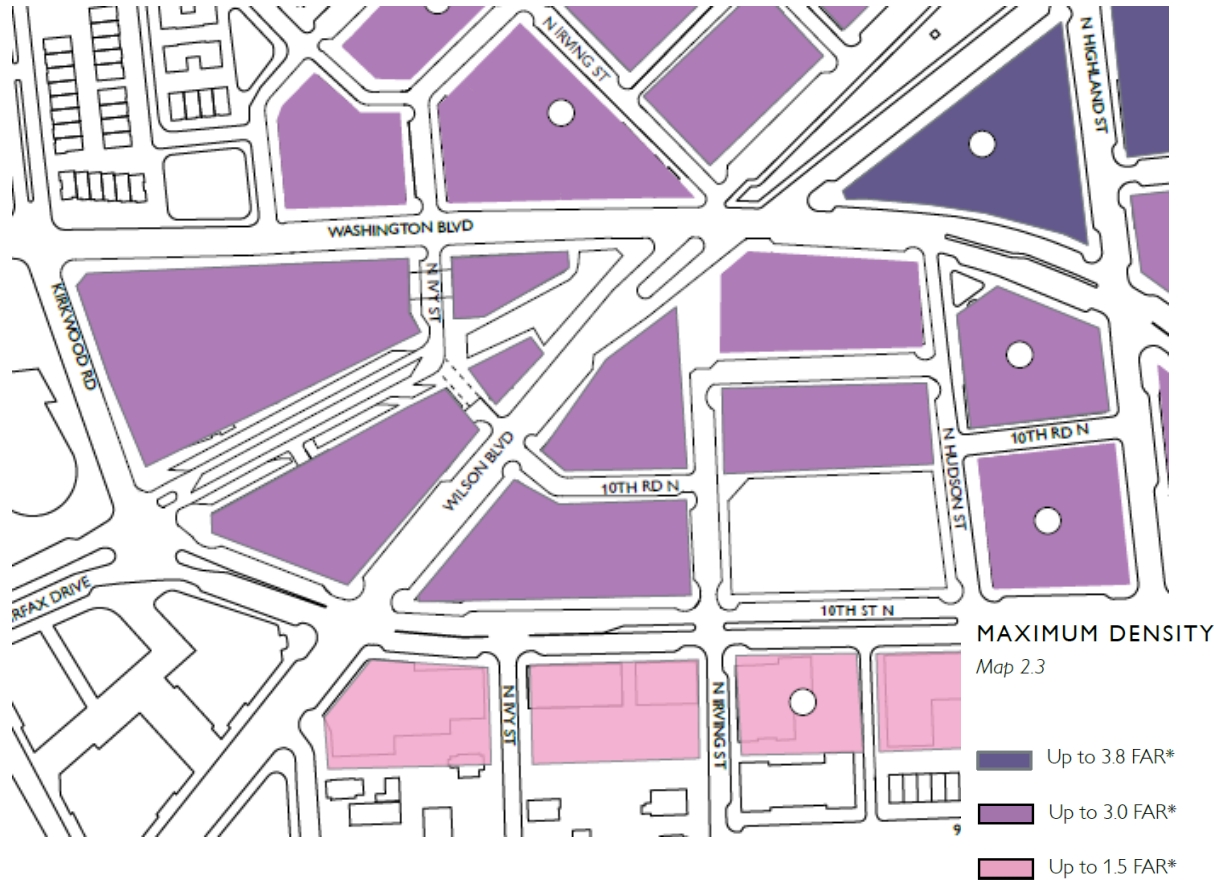 N IRVING ST
N HIGHLAND ST
WASHINGTON BLVD
N IVY ST
KIRKWOOD RD
WILSON BLVD
10TH RD N
10TH RD N
N HUDSON ST
RFAX DRIVE
10TH ST N
N IVY ST
N IRVING ST
9
MAXIMUM DENSITY
Map 2.3
Up to 3.8 FAR*
Up to 3.0 FAR*
Up to 1.5 FAR*